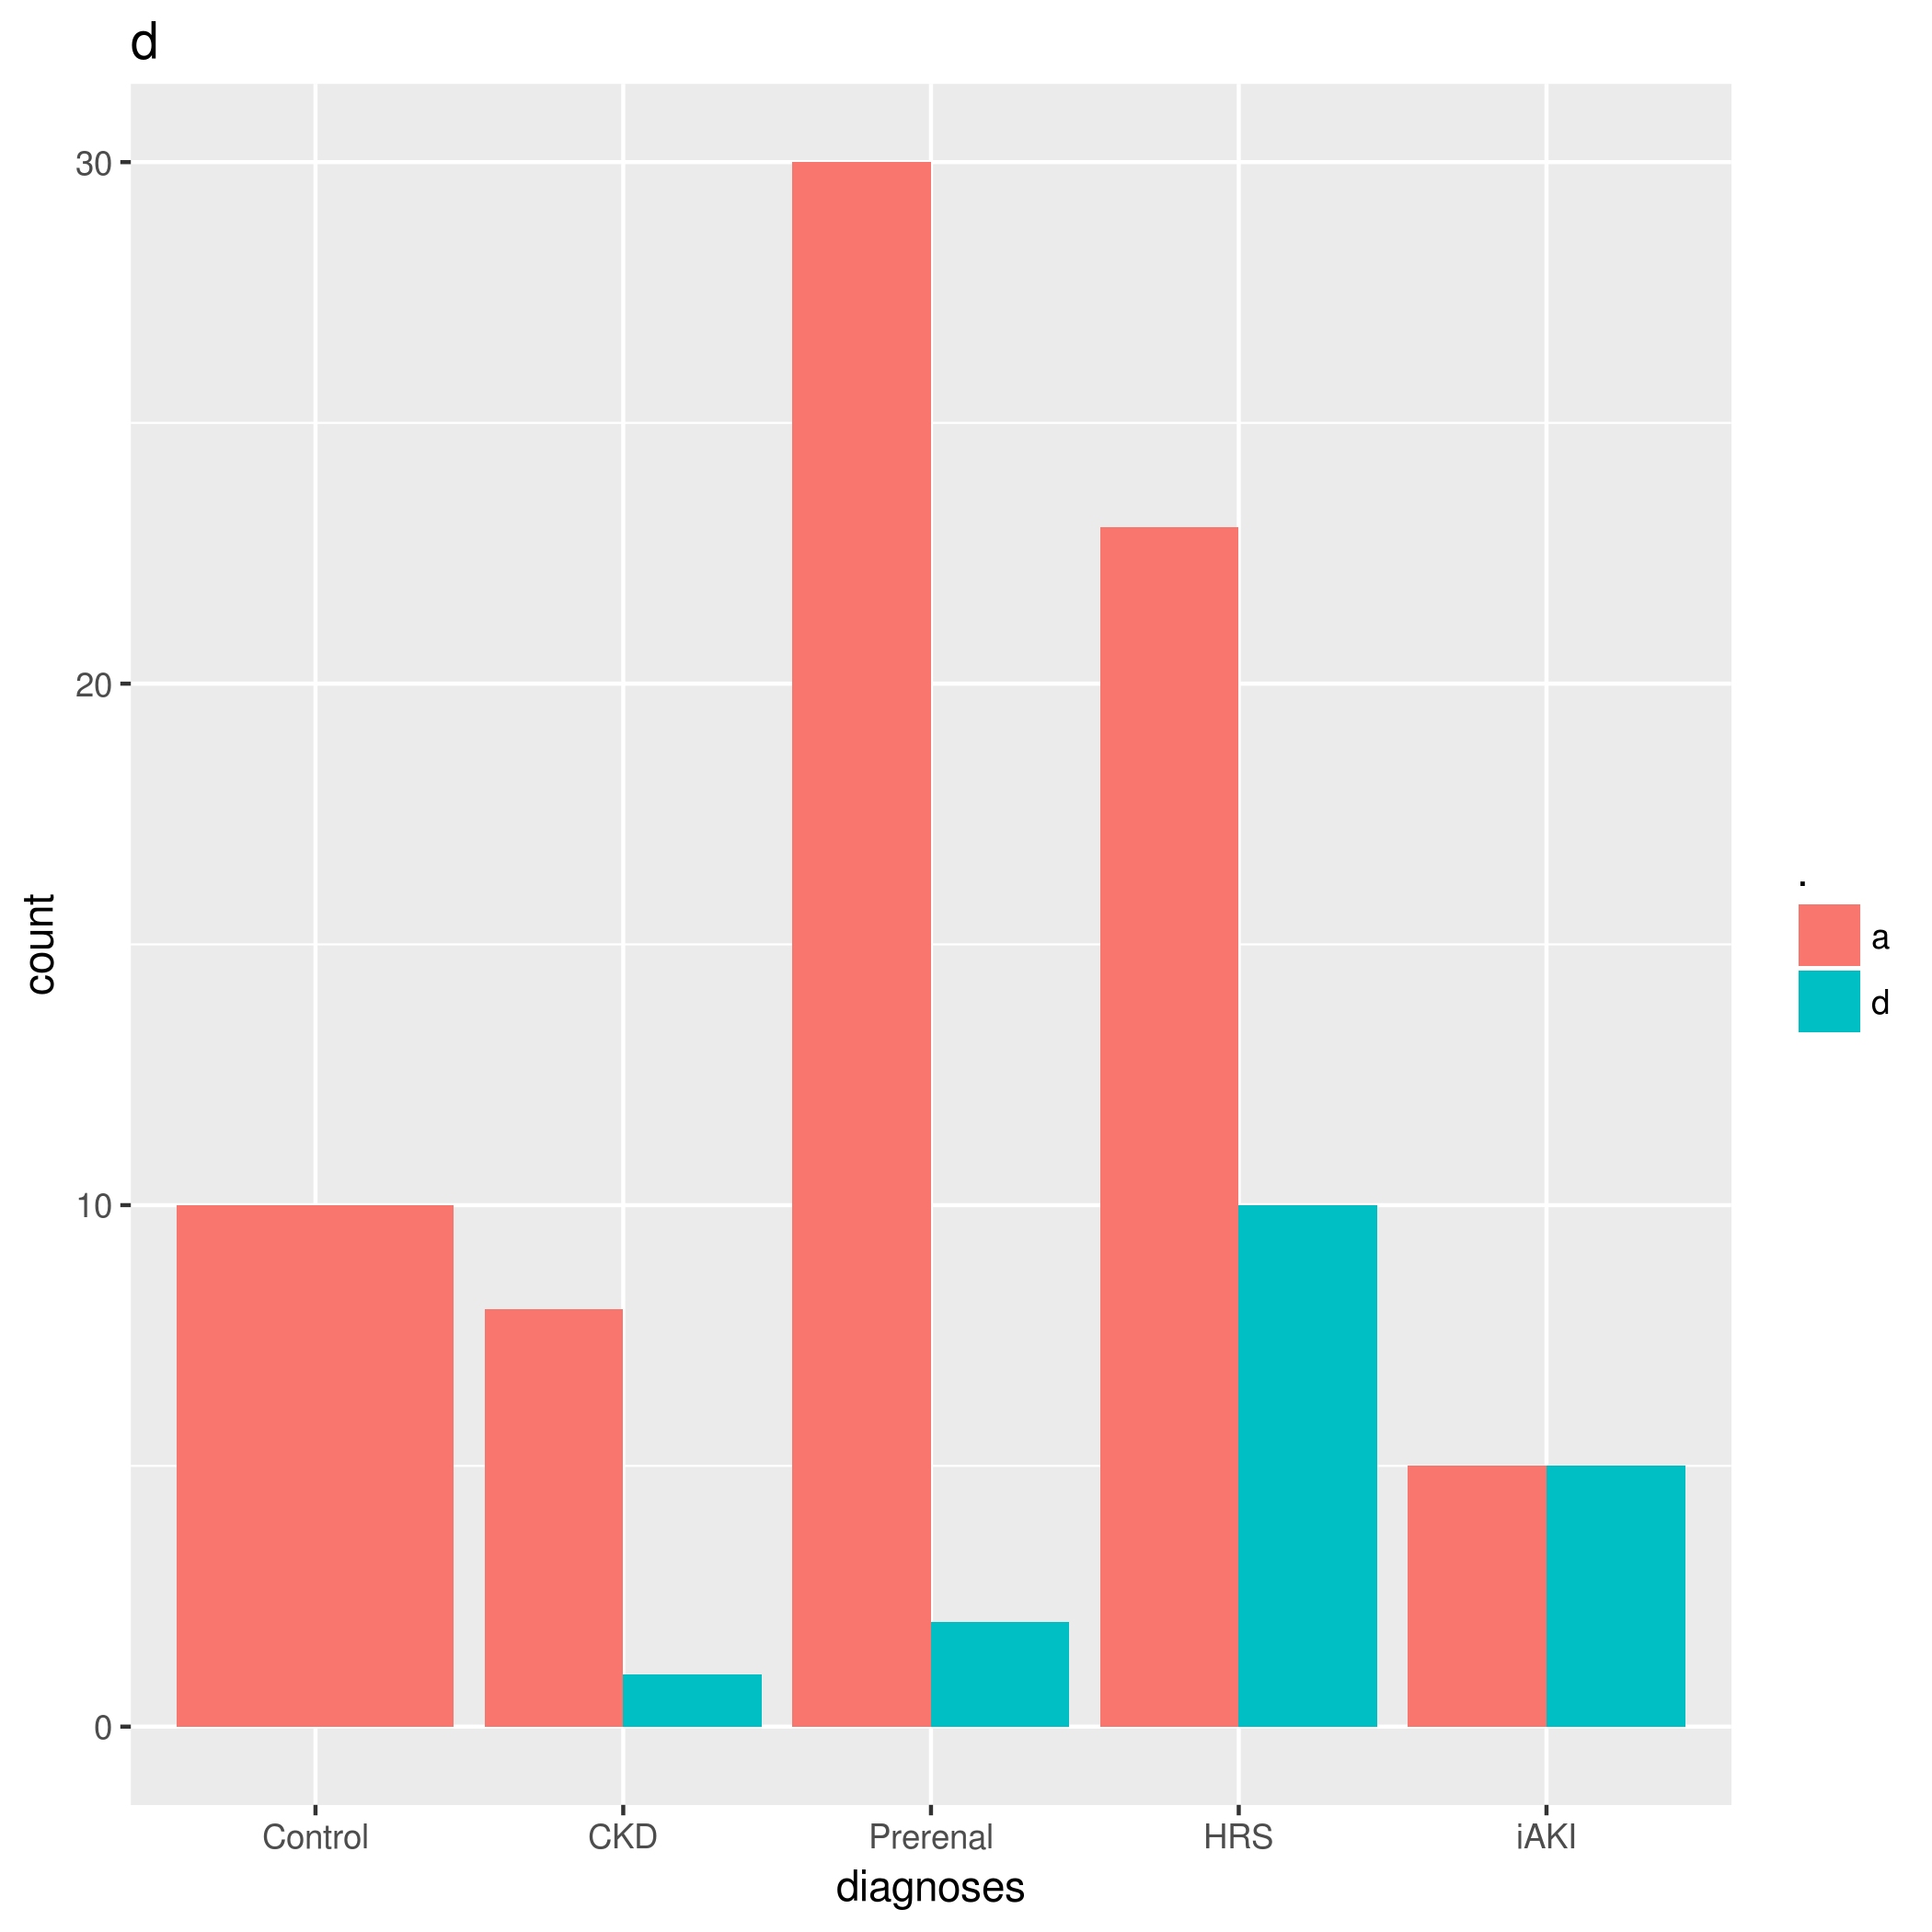 d
30
20
10
0
count
Control CKD Prerenal HRS iAKI
diagnoses
.
a
d